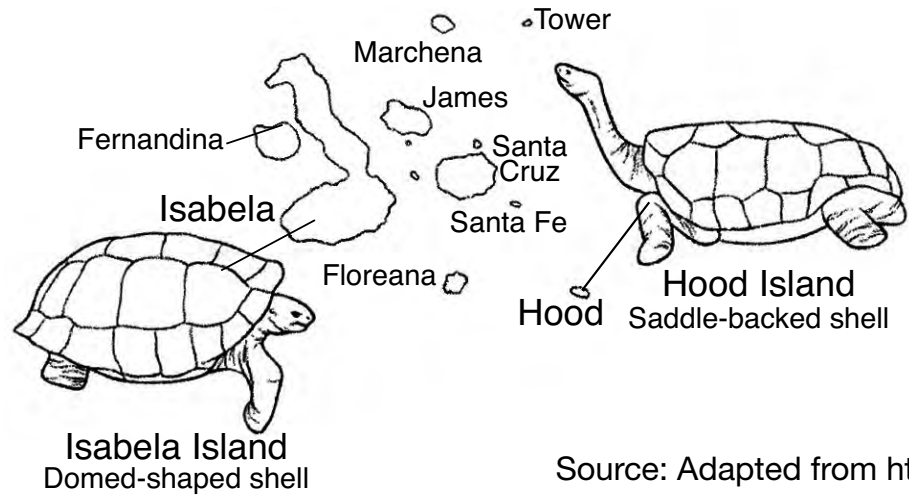 Tower
Marchena
James
Fernandina
Santa
Cruz
Isabela
Santa Fe
Floreana
Hood
Hood Island
Saddle-backed shell
Isabela Island
Domed-shaped shell
Source: Adapted from ht